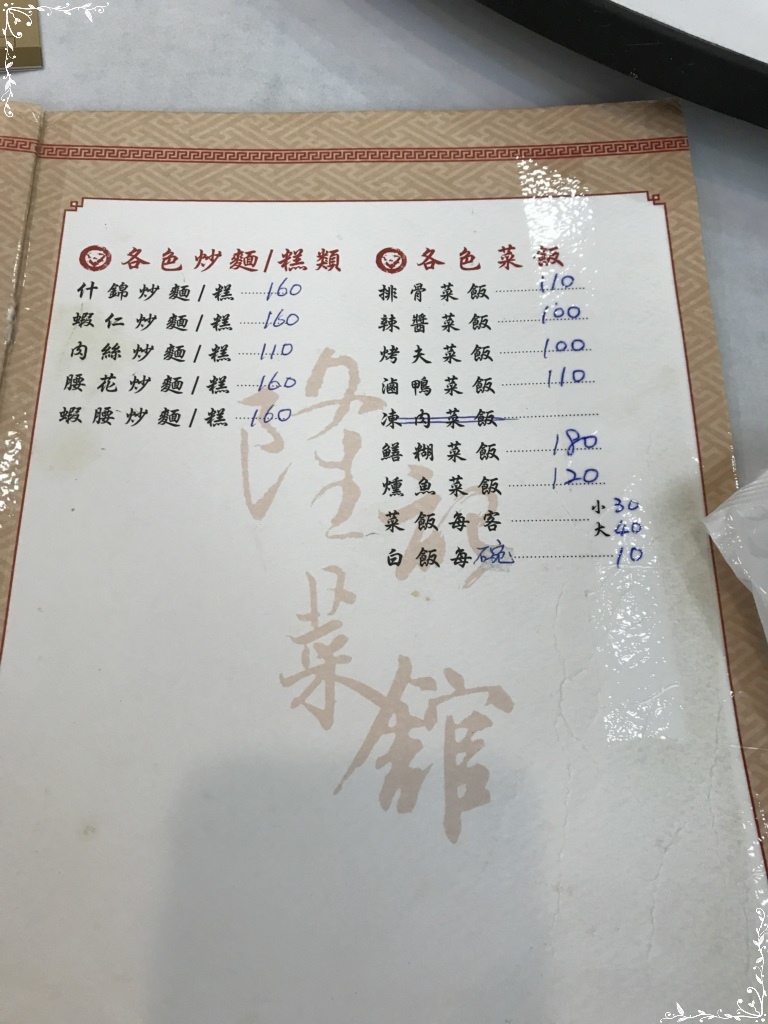 各色炒麵/糕類
什錦炒麵/糕 160
蝦仁炒麵/糕 160
肉絲炒麵/糕 110
腰花炒麵/糕 160
蝦腰炒麵/糕 160
各色菜飯
排骨菜飯 110
辣醬菜飯 100
烤夫菜飯 100
滷鴨菜飯 110
凍肉菜飯
鱔糊菜飯 180
燻魚菜飯 120
菜飯每客 小30
大40
白飯每碗 10
隆記菜館